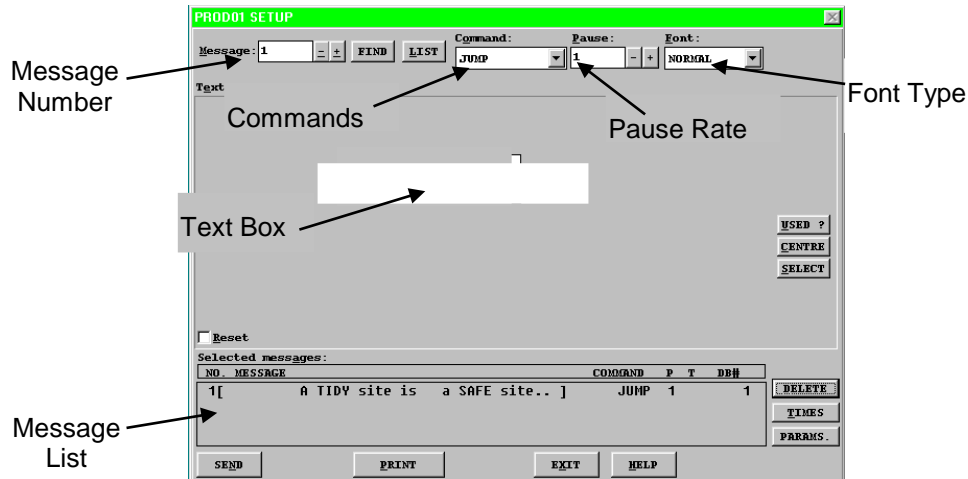 PROD01 SETUP
Message: 1 - + FIND LIST Command: JUMP Pause: 1 - + Font: NORMAL
Message Number
Font Type
Text
Commands
Pause Rate
Text Box
USED ?
CENTRE
SELECT
Reset
Selected messages:
NO. MESSAGE COMMAND P T DB#
1[ A TIDY site is a SAFE site.. ] JUMP 1 1
DELETE
TIMES
PARAMS.
Message List
SEND PRINT EXIT HELP